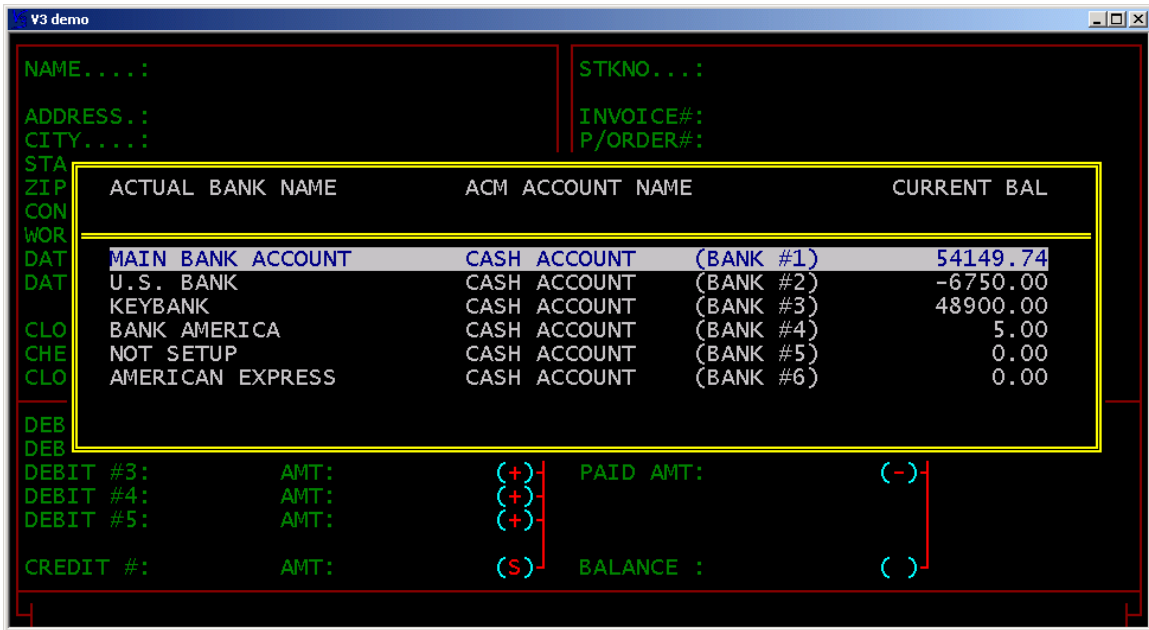 V3 demo
NAME....: STKNO...:
ADDRESS.: INVOICE#:
CITY....: P/ORDER#:
STA
ZIP ACTUAL BANK NAME ACM ACCOUNT NAME CURRENT BAL
CON
WOR
DAT MAIN BANK ACCOUNT CASH ACCOUNT (BANK #1) 54149.74
DAT U.S. BANK CASH ACCOUNT (BANK #2) -6750.00
KEYBANK CASH ACCOUNT (BANK #3) 48900.00
CLO BANK AMERICA CASH ACCOUNT (BANK #4) 5.00
CHE NOT SETUP CASH ACCOUNT (BANK #5) 0.00
CLO AMERICAN EXPRESS CASH ACCOUNT (BANK #6) 0.00
DEB
DEB
DEBIT #3: AMT: (+) PAID AMT: (-)
DEBIT #4: AMT: (+)
DEBIT #5: AMT: (+)
CREDIT #: AMT: (S) BALANCE : ( )